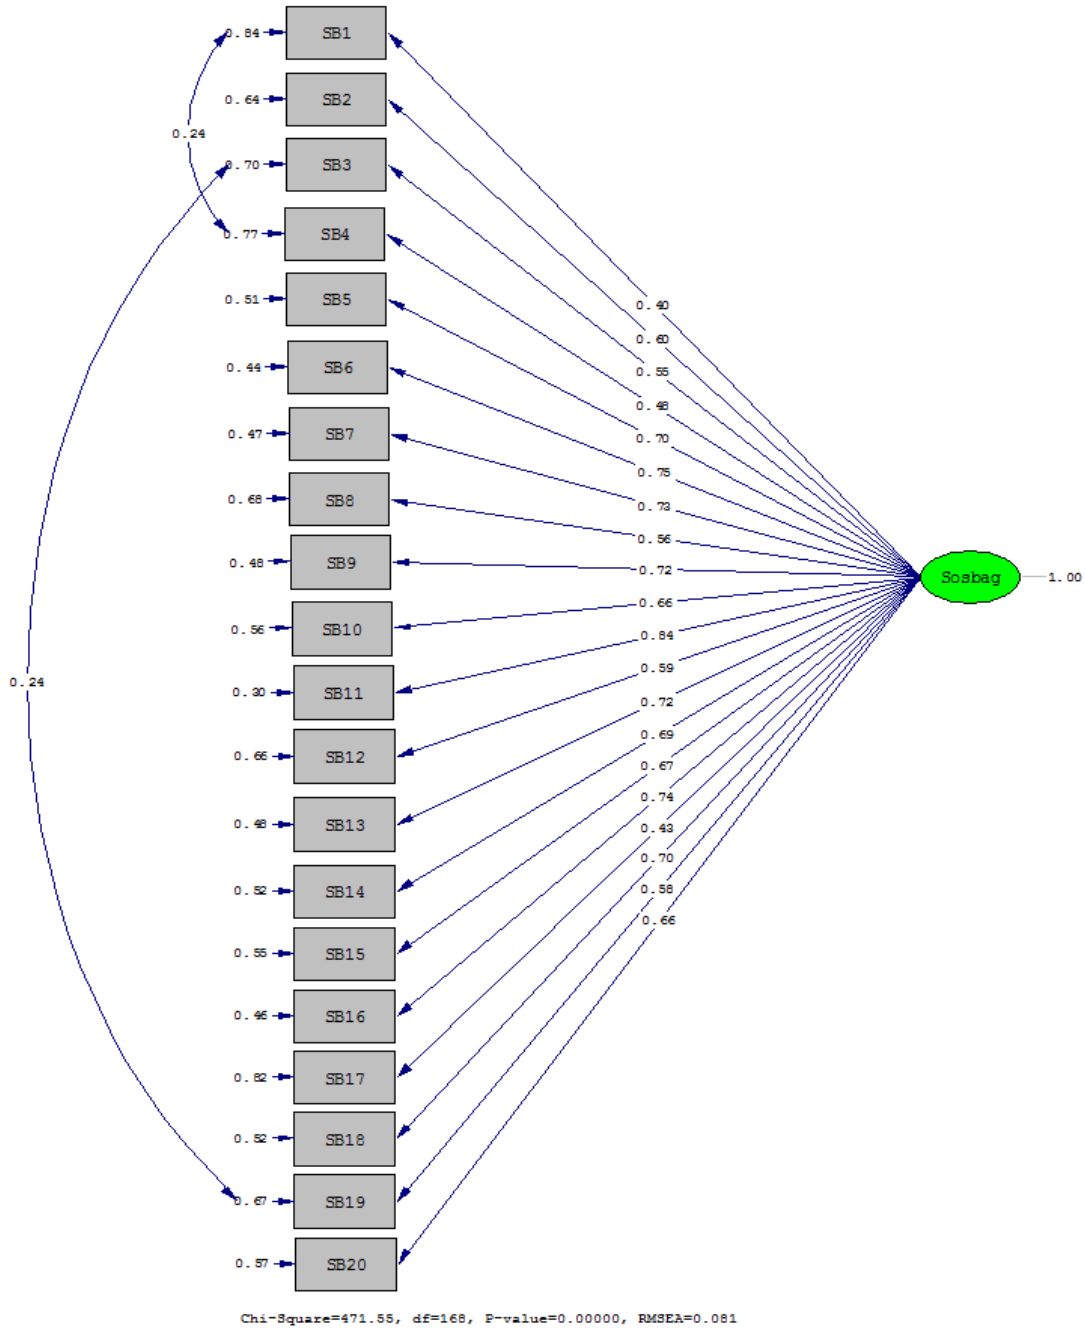 0.84 SB1
0.64 SB2
0.24
0.70 SB3
0.77 SB4
0.51 SB5
0.40
0.60
0.44 SB6
0.55
0.48
0.47 SB7
0.70
0.75
0.68 SB8
0.73
0.56
0.48 SB9
0.72
Sosbag 1.00
0.66
0.56 SB10
0.84
0.59
0.24
0.30 SB11
0.72
0.69
0.66 SB12
0.67
0.74
0.48 SB13
0.43
0.70
0.52 SB14
0.58
0.66
0.55 SB15
0.46 SB16
0.82 SB17
0.52 SB18
0.67 SB19
0.57 SB20
Chi-Square=471.55, df=168, P-value=0.00000, RMSEA=0.081